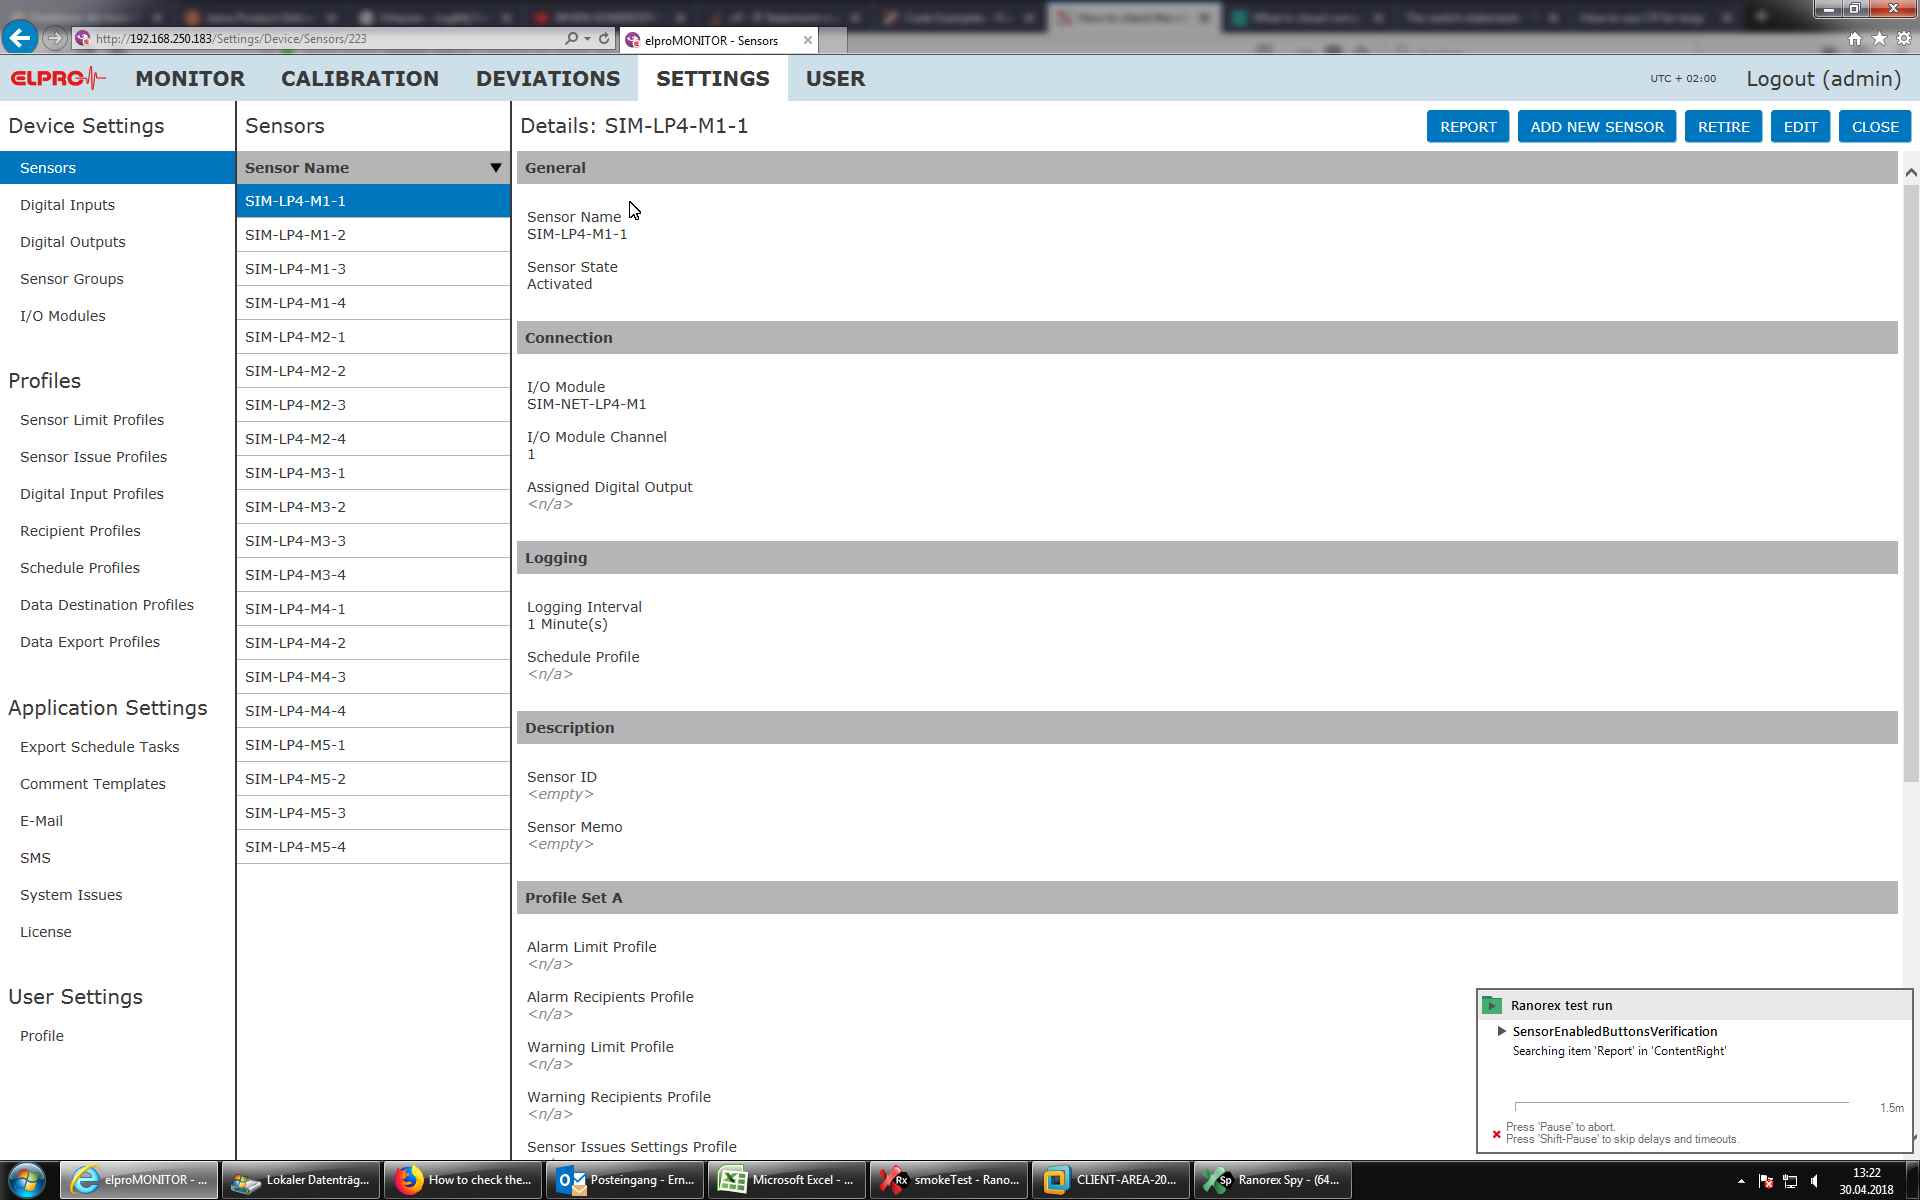 http://192.168.250.183/Settings/Device/Sensors/223
elproMONITOR - Sensors
ELPRO
MONITOR
CALIBRATION
DEVIATIONS
SETTINGS
USER
UTC + 02:00
Logout (admin)
Device Settings
Sensors
Digital Inputs
Digital Outputs
Sensor Groups
I/O Modules
Profiles
Sensor Limit Profiles
Sensor Issue Profiles
Digital Input Profiles
Recipient Profiles
Schedule Profiles
Data Destination Profiles
Data Export Profiles
Application Settings
Export Schedule Tasks
Comment Templates
E-Mail
SMS
System Issues
License
User Settings
Profile
Sensors
Sensor Name
SIM-LP4-M1-1
SIM-LP4-M1-2
SIM-LP4-M1-3
SIM-LP4-M1-4
SIM-LP4-M2-1
SIM-LP4-M2-2
SIM-LP4-M2-3
SIM-LP4-M2-4
SIM-LP4-M3-1
SIM-LP4-M3-2
SIM-LP4-M3-3
SIM-LP4-M3-4
SIM-LP4-M4-1
SIM-LP4-M4-2
SIM-LP4-M4-3
SIM-LP4-M4-4
SIM-LP4-M5-1
SIM-LP4-M5-2
SIM-LP4-M5-3
SIM-LP4-M5-4
Details: SIM-LP4-M1-1
REPORT
ADD NEW SENSOR
RETIRE
EDIT
CLOSE
General
Sensor Name
SIM-LP4-M1-1
Sensor State
Activated
Connection
I/O Module
SIM-NET-LP4-M1
I/O Module Channel
1
Assigned Digital Output
<n/a>
Logging
Logging Interval
1 Minute(s)
Schedule Profile
<n/a>
Description
Sensor ID
<empty>
Sensor Memo
<empty>
Profile Set A
Alarm Limit Profile
<n/a>
Alarm Recipients Profile
<n/a>
Warning Limit Profile
<n/a>
Warning Recipients Profile
<n/a>
Sensor Issues Settings Profile
Ranorex test run
SensorEnabledButtonsVerification
Searching item 'Report' in 'ContentRight'
1.5m
Press 'Pause' to abort.
Press 'Shift-Pause' to skip delays and timeouts.
elproMONITOR - ...
Lokaler Datenträg...
How to check the...
Posteingang - Ern...
Microsoft Excel - ...
smokeTest - Rano...
CLIENT-AREA-20...
Ranorex Spy - (64...
13:22
30.04.2018